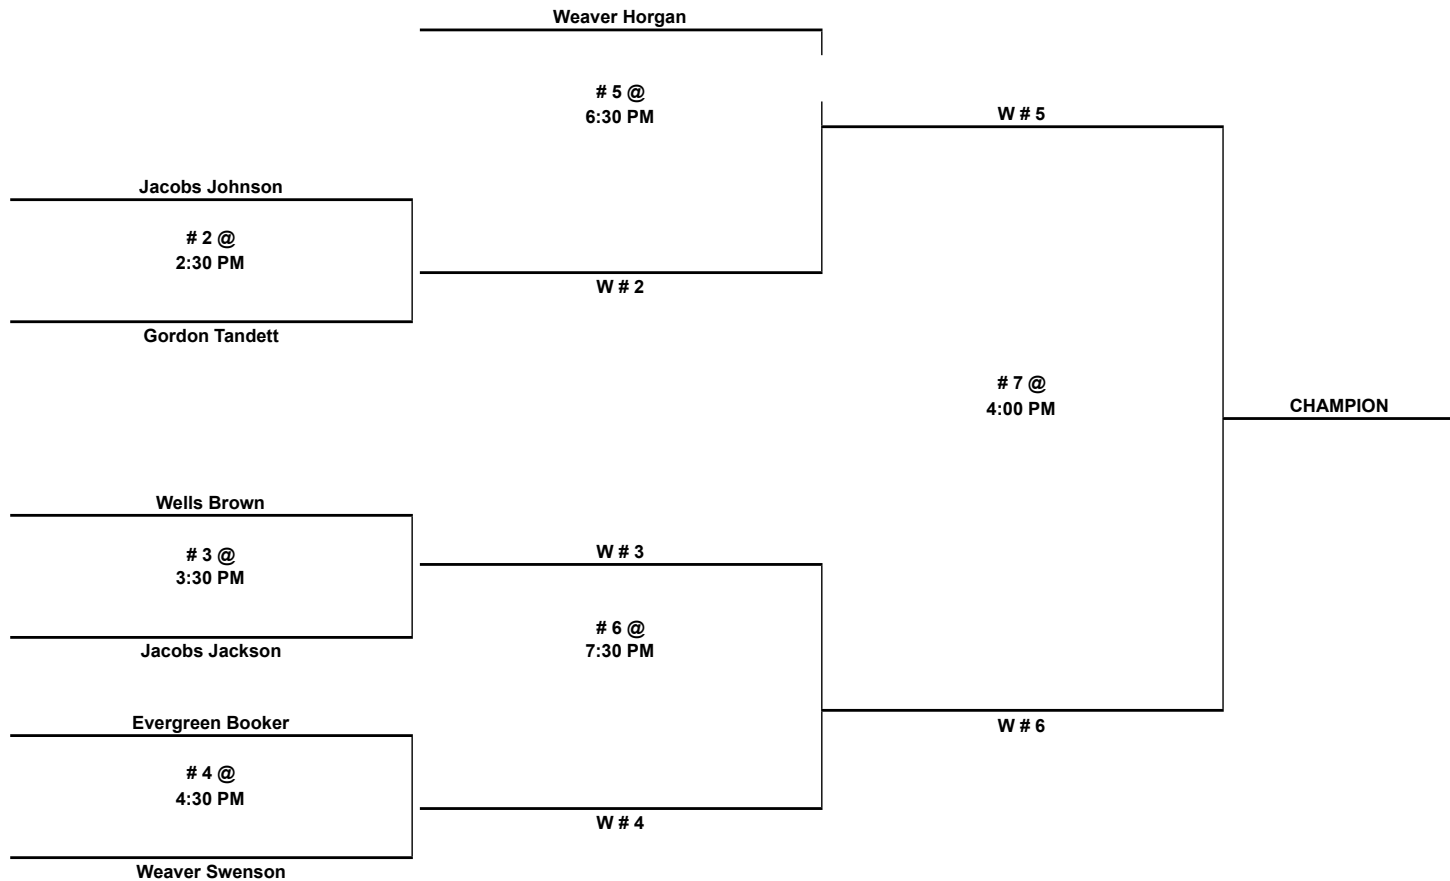 Weaver Horgan
# 5 @
6:30 PM
W # 5
Jacobs Johnson
# 2 @
2:30 PM
W # 2
Gordon Tandett
# 7 @
4:00 PM
CHAMPION
Wells Brown
# 3 @
3:30 PM
W # 3
Jacobs Jackson
# 6 @
7:30 PM
Evergreen Booker
W # 6
# 4 @
4:30 PM
W # 4
Weaver Swenson